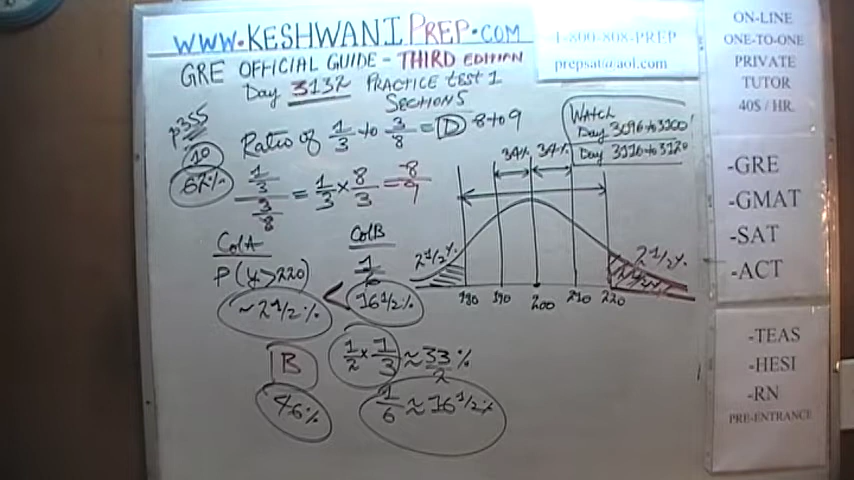 WWW.KESHWANIPREP.COM
GRE OFFICIAL GUIDE - THIRD EDITION
Day 3132 PRACTICE TEST 1
SECTION 5
1-800-808-PREP
prepsat@aol.com
p355
10
62%
Ratio of 1/3 to 3/8 = D 8 to 9
WATCH
Day 3096 to 3100
Day 3116 to 3120
1/3 / 3/8 = 1/3 × 8/3 = 8/9
34% 34%
Col A Col B
P(y>220) 1/6
~2 1/2% < 16 1/2%
B
46%
1/2 × 1/3 ≈ 33/2 %
1/6 ≈ 16 1/2%
2 1/2%
2 1/2%
180 190 200 210 220
ON-LINE
ONE-TO-ONE
PRIVATE
TUTOR
40$ / HR.
-GRE
-GMAT
-SAT
-ACT
-TEAS
-HESI
-RN
PRE-ENTRANCE